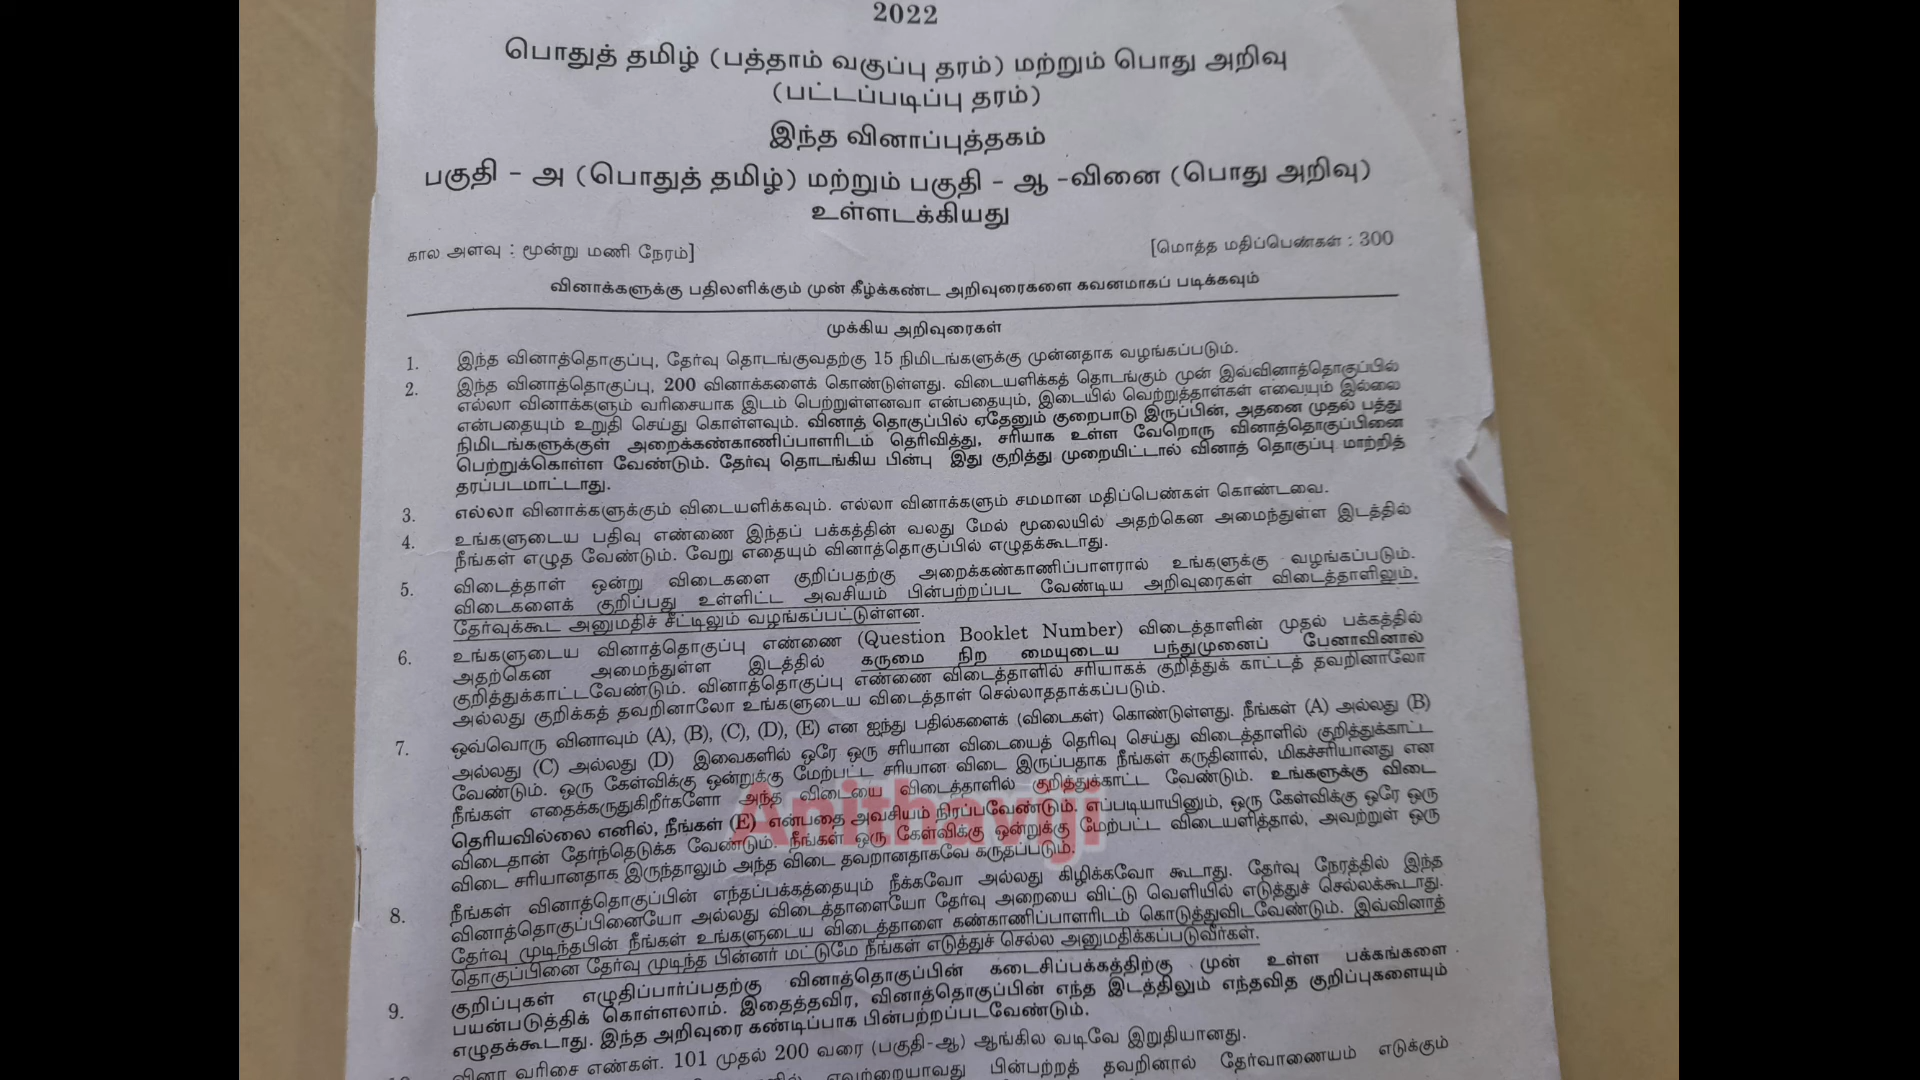 2022
பொதுத் தமிழ் (பத்தாம் வகுப்பு தரம்) மற்றும் பொது அறிவு
(பட்டப்படிப்பு தரம்)
இந்த வினாப்புத்தகம்
பகுதி – அ (பொதுத் தமிழ்) மற்றும் பகுதி – ஆ –வினை (பொது அறிவு)
உள்ளடக்கியது
கால அளவு : மூன்று மணி நேரம்]
[மொத்த மதிப்பெண்கள் : 300
வினாக்களுக்கு பதிலளிக்கும் முன் கீழ்க்கண்ட அறிவுரைகளை கவனமாகப் படிக்கவும்
முக்கிய அறிவுரைகள்
1. இந்த வினாத்தொகுப்பு, தேர்வு தொடங்குவதற்கு 15 நிமிடங்களுக்கு முன்னதாக வழங்கப்படும்.
2. இந்த வினாத்தொகுப்பு, 200 வினாக்களைக் கொண்டுள்ளது. விடையளிக்கத் தொடங்கும் முன் இவ்வினாத்தொகுப்பில்
எல்லா வினாக்களும் வரிசையாக இடம் பெற்றுள்ளனவா என்பதையும், இடையில் வெற்றுத்தாள்கள் எவையும் இல்லை
என்பதையும் உறுதி செய்து கொள்ளவும். வினாத் தொகுப்பில் ஏதேனும் குறைபாடு இருப்பின், அதனை முதல் பத்து
நிமிடங்களுக்குள் அறைக்கண்காணிப்பாளரிடம் தெரிவித்து, சரியாக உள்ள வேறொரு வினாத்தொகுப்பினை
பெற்றுக்கொள்ள வேண்டும். தேர்வு தொடங்கிய பின்பு இது குறித்து முறையிட்டால் வினாத் தொகுப்பு மாற்றித்
தரப்படமாட்டாது.
3. எல்லா வினாக்களுக்கும் விடையளிக்கவும். எல்லா வினாக்களும் சமமான மதிப்பெண்கள் கொண்டவை.
4. உங்களுடைய பதிவு எண்ணை இந்தப் பக்கத்தின் வலது மேல் மூலையில் அதற்கென அமைந்துள்ள இடத்தில்
நீங்கள் எழுத வேண்டும். வேறு எதையும் வினாத்தொகுப்பில் எழுதக்கூடாது.
5. விடைத்தாள் ஒன்று விடைகளை குறிப்பதற்கு அறைக்கண்காணிப்பாளரால் உங்களுக்கு வழங்கப்படும்.
விடைகளைக் குறிப்பது உள்ளிட்ட அவசியம் பின்பற்றப்பட வேண்டிய அறிவுரைகள் விடைத்தாளிலும்,
தேர்வுக்கூட அனுமதிச் சீட்டிலும் வழங்கப்பட்டுள்ளன.
6. உங்களுடைய வினாத்தொகுப்பு எண்ணை (Question Booklet Number) விடைத்தாளின் முதல் பக்கத்தில்
அதற்கென அமைந்துள்ள இடத்தில் கருமை நிற மையுடைய பந்துமுனைப் பேனாவினால்
குறித்துக்காட்டவேண்டும். வினாத்தொகுப்பு எண்ணை விடைத்தாளில் சரியாகக் குறித்துக் காட்டத் தவறினாலோ
அல்லது குறிக்கத் தவறினாலோ உங்களுடைய விடைத்தாள் செல்லாததாக்கப்படும்.
7. ஒவ்வொரு வினாவும் (A), (B), (C), (D), (E) என ஐந்து பதில்களைக் (விடைகள்) கொண்டுள்ளது. நீங்கள் (A) அல்லது (B)
அல்லது (C) அல்லது (D) இவைகளில் ஒரே ஒரு சரியான விடையைத் தெரிவு செய்து விடைத்தாளில் குறித்துக்காட்ட
வேண்டும். ஒரு கேள்விக்கு ஒன்றுக்கு மேற்பட்ட சரியான விடை இருப்பதாக நீங்கள் கருதினால், மிகச்சரியானது என
நீங்கள் எதைக்கருதுகிறீர்களோ அந்த விடையை விடைத்தாளில் குறித்துக்காட்ட வேண்டும். உங்களுக்கு விடை
தெரியவில்லை எனில், நீங்கள் (E) என்பதை அவசியம் நிரப்பவேண்டும். எப்படியாயினும், ஒரு கேள்விக்கு ஒரே ஒரு
விடைதான் தேர்ந்தெடுக்க வேண்டும். நீங்கள் ஒரு கேள்விக்கு ஒன்றுக்கு மேற்பட்ட விடையளித்தால், அவற்றுள் ஒரு
விடை சரியானதாக இருந்தாலும் அந்த விடை தவறானதாகவே கருதப்படும்.
Anithaviji
8. நீங்கள் வினாத்தொகுப்பின் எந்தப்பக்கத்தையும் நீக்கவோ அல்லது கிழிக்கவோ கூடாது. தேர்வு நேரத்தில் இந்த
வினாத்தொகுப்பினையோ அல்லது விடைத்தாளையோ தேர்வு அறையை விட்டு வெளியில் எடுத்துச் செல்லக்கூடாது.
தேர்வு முடிந்தபின் நீங்கள் உங்களுடைய விடைத்தாளை கண்காணிப்பாளரிடம் கொடுத்துவிடவேண்டும். இவ்வினாத்
தொகுப்பினை தேர்வு முடிந்த பின்னர் மட்டுமே நீங்கள் எடுத்துச் செல்ல அனுமதிக்கப்படுவீர்கள்.
9. குறிப்புகள் எழுதிப்பார்ப்பதற்கு வினாத்தொகுப்பின் கடைசிப்பக்கத்திற்கு முன் உள்ள பக்கங்களை
பயன்படுத்திக் கொள்ளலாம். இதைத்தவிர, வினாத்தொகுப்பின் எந்த இடத்திலும் எந்தவித குறிப்புகளையும்
எழுதக்கூடாது. இந்த அறிவுரை கண்டிப்பாக பின்பற்றப்படவேண்டும்.
வினா வரிசை எண்கள். 101 முதல் 200 வரை (பகுதி-ஆ) ஆங்கில வடிவே இறுதியானது.
எவற்றையாவது பின்பற்றத் தவறினால் தேர்வாணையம் எடுக்கும்